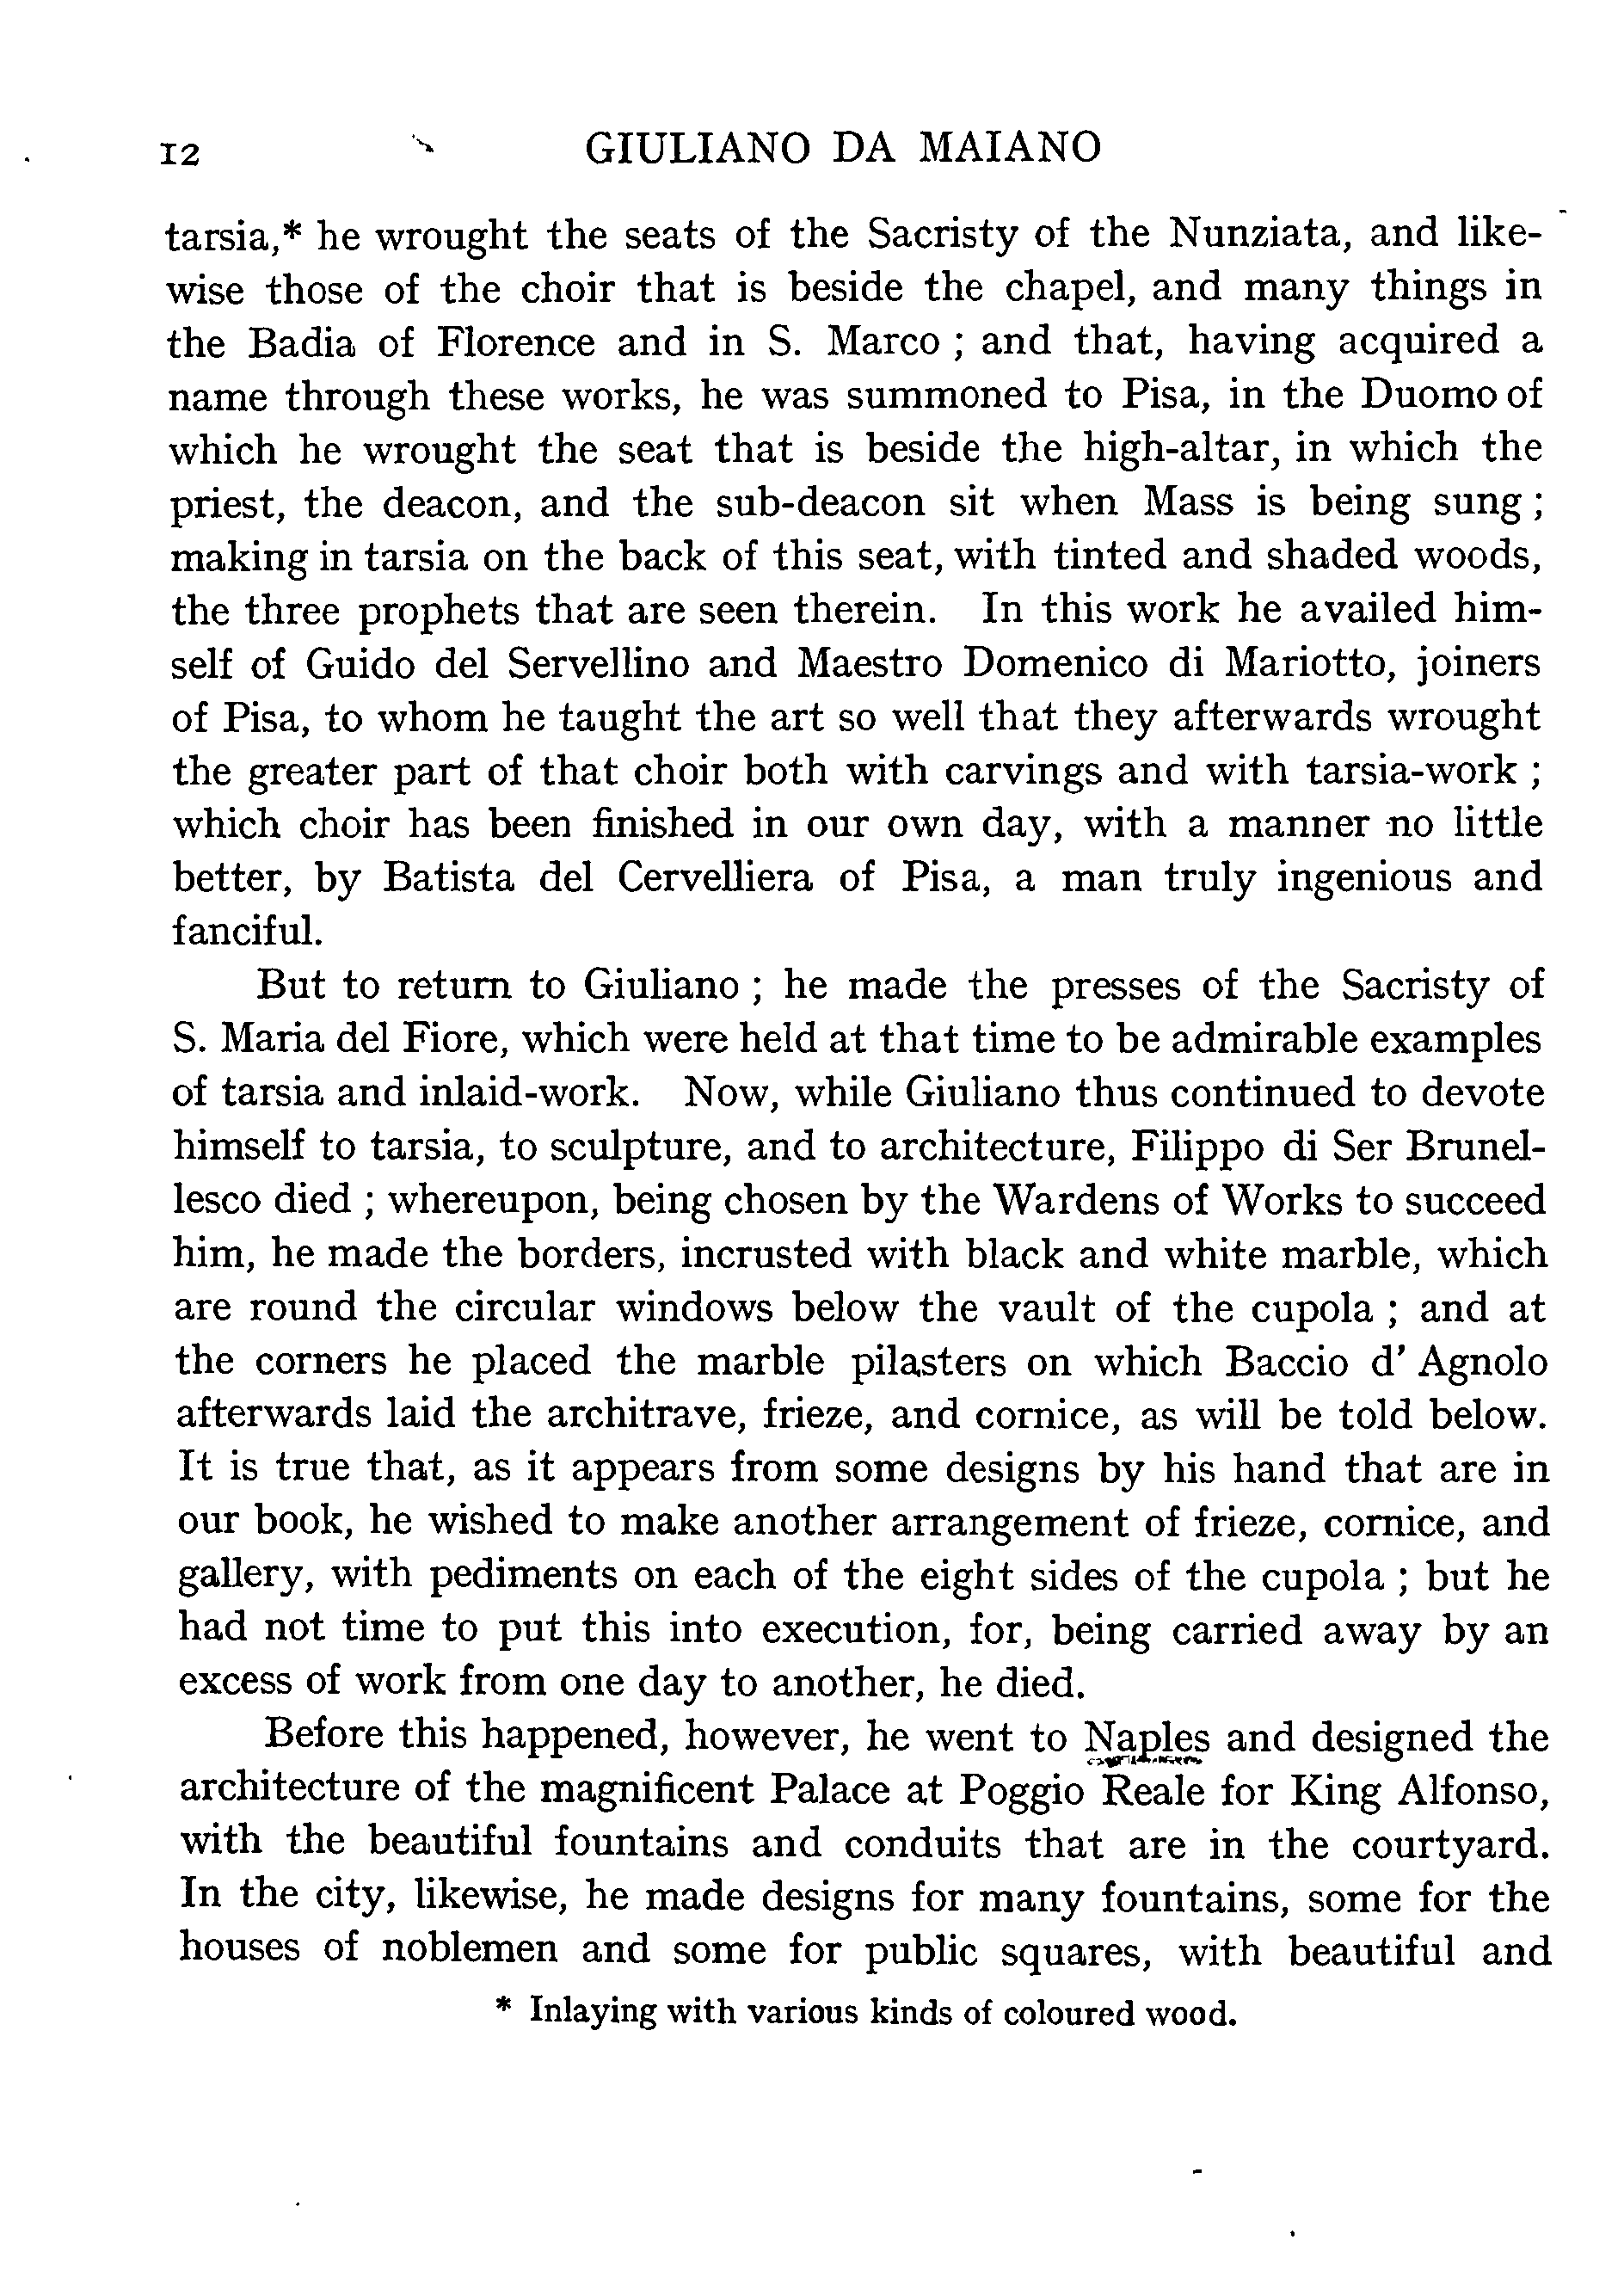 12 GIULIANO DA MAIANO
tarsia,* he wrought the seats of the Sacristy of the Nunziata, and like-
wise those of the choir that is beside the chapel, and many things in
the Badia of Florence and in S. Marco ; and that, having acquired a
name through these works, he was summoned to Pisa, in the Duomo of
which he wrought the seat that is beside the high-altar, in which the
priest, the deacon, and the sub-deacon sit when Mass is being sung ;
making in tarsia on the back of this seat, with tinted and shaded woods,
the three prophets that are seen therein. In this work he availed him-
self of Guido del Servellino and Maestro Domenico di Mariotto, joiners
of Pisa, to whom he taught the art so well that they afterwards wrought
the greater part of that choir both with carvings and with tarsia-work ;
which choir has been finished in our own day, with a manner no little
better, by Batista del Cervelliera of Pisa, a man truly ingenious and
fanciful.
But to return to Giuliano ; he made the presses of the Sacristy of
S. Maria del Fiore, which were held at that time to be admirable examples
of tarsia and inlaid-work. Now, while Giuliano thus continued to devote
himself to tarsia, to sculpture, and to architecture, Filippo di Ser Brunel-
lesco died ; whereupon, being chosen by the Wardens of Works to succeed
him, he made the borders, incrusted with black and white marble, which
are round the circular windows below the vault of the cupola ; and at
the corners he placed the marble pilasters on which Baccio d' Agnolo
afterwards laid the architrave, frieze, and cornice, as will be told below.
It is true that, as it appears from some designs by his hand that are in
our book, he wished to make another arrangement of frieze, cornice, and
gallery, with pediments on each of the eight sides of the cupola ; but he
had not time to put this into execution, for, being carried away by an
excess of work from one day to another, he died.
Before this happened, however, he went to Naples and designed the
architecture of the magnificent Palace at Poggio Reale for King Alfonso,
with the beautiful fountains and conduits that are in the courtyard.
In the city, likewise, he made designs for many fountains, some for the
houses of noblemen and some for public squares, with beautiful and
* Inlaying with various kinds of coloured wood.